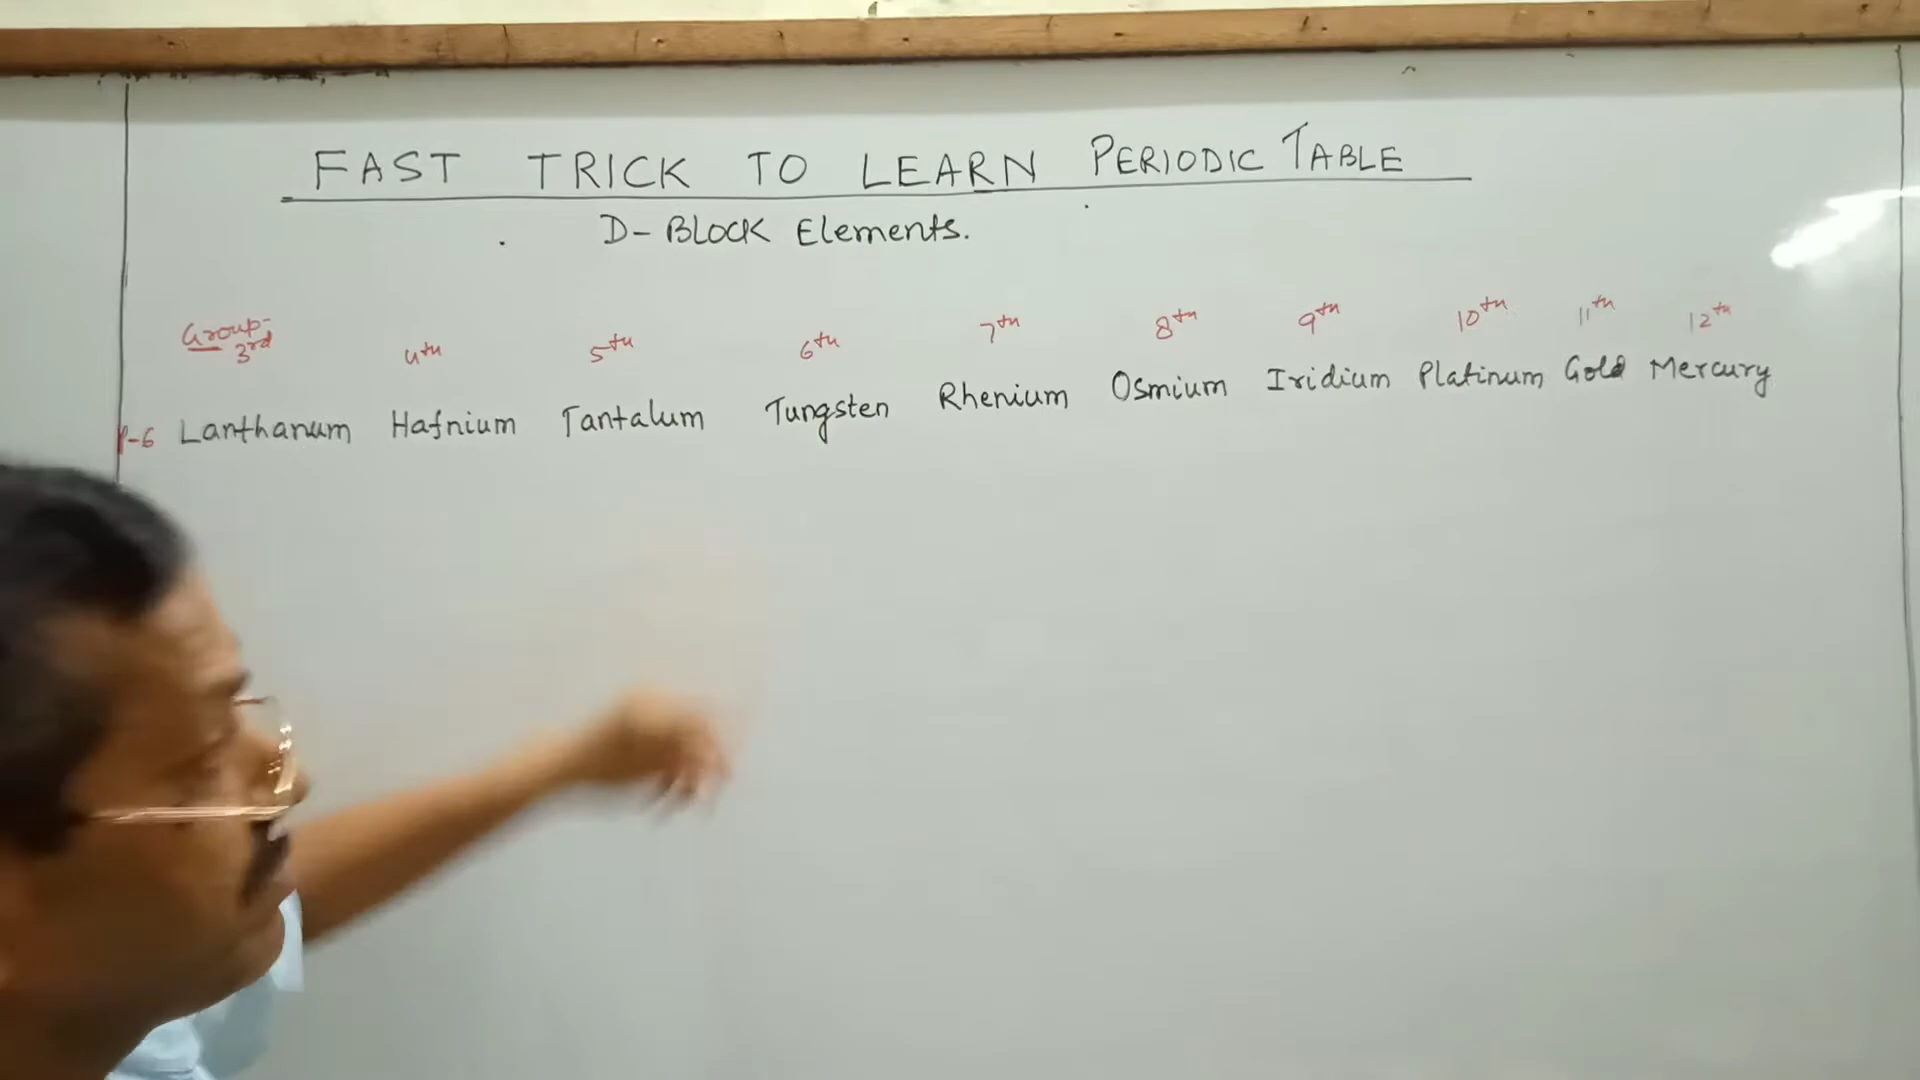 FAST TRICK TO LEARN PERIODIC TABLE
D- BLOCK Elements.
Group- 3rd 4th 5th 6th 7th 8th 9th 10th 11th 12th
P-6 Lanthanum Hafnium Tantalum Tungsten Rhenium Osmium Iridium Platinum Gold Mercury